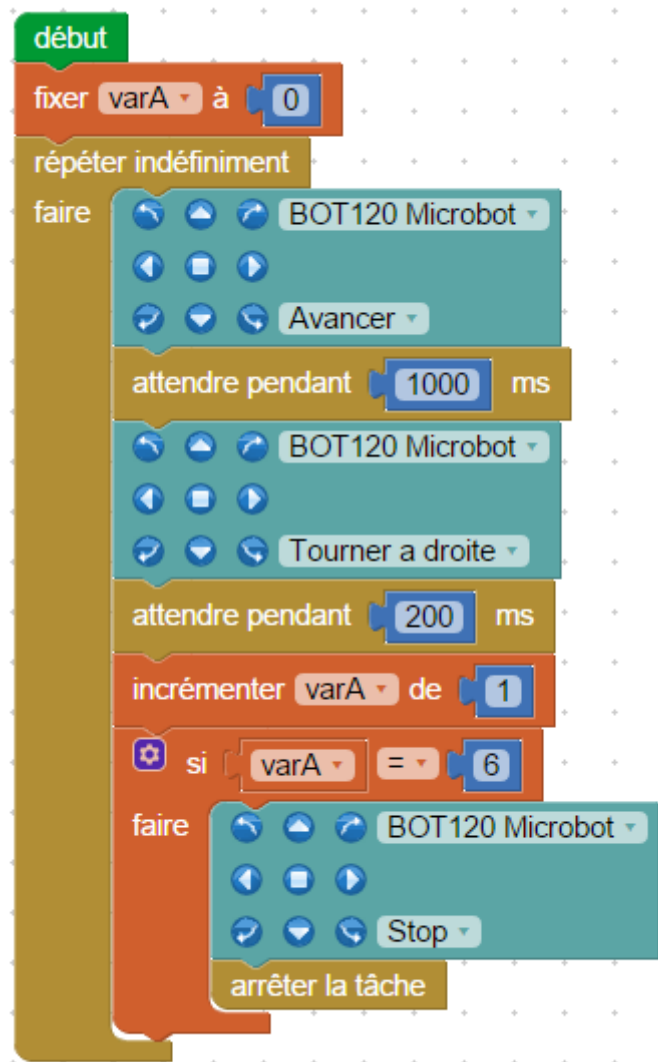 début
fixer varA à 0
répéter indéfiniment
faire BOT120 Microbot
Avancer
attendre pendant 1000 ms
BOT120 Microbot
Tourner a droite
attendre pendant 200 ms
incrémenter varA de 1
si varA = 6
faire BOT120 Microbot
Stop
arrêter la tâche